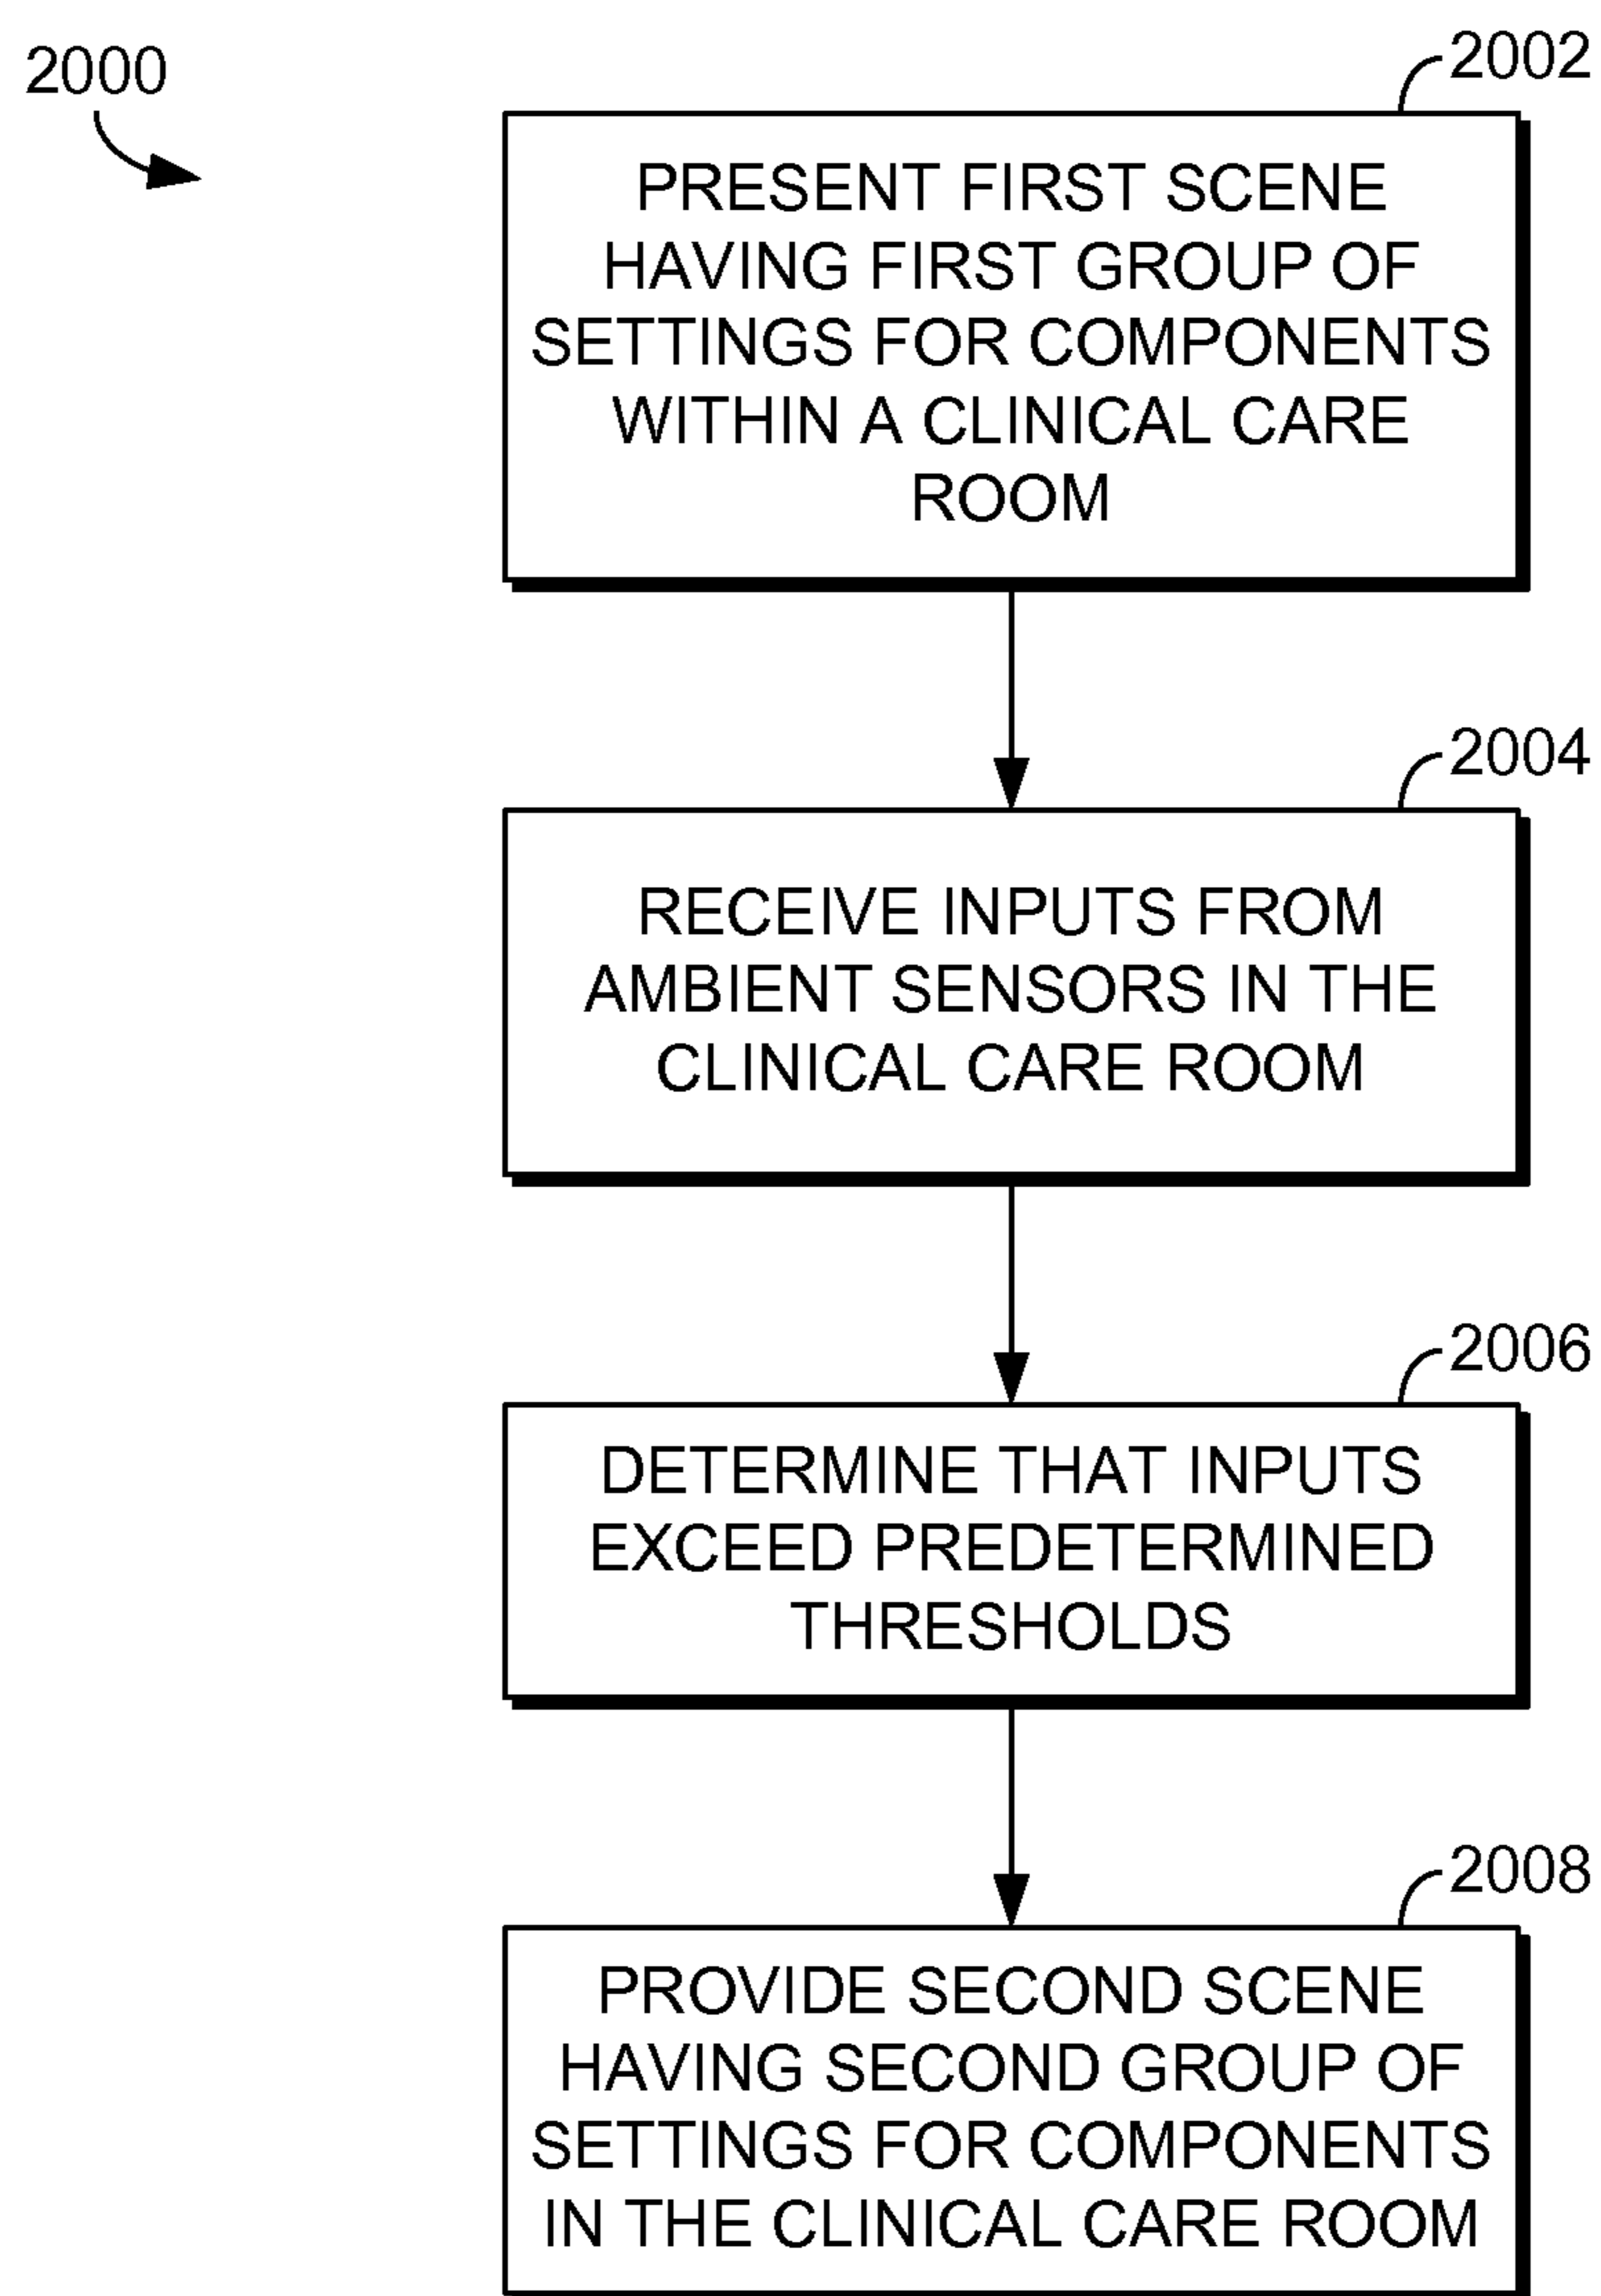 2000
2002
PRESENT FIRST SCENE
HAVING FIRST GROUP OF
SETTINGS FOR COMPONENTS
WITHIN A CLINICAL CARE
ROOM
2004
RECEIVE INPUTS FROM
AMBIENT SENSORS IN THE
CLINICAL CARE ROOM
2006
DETERMINE THAT INPUTS
EXCEED PREDETERMINED
THRESHOLDS
2008
PROVIDE SECOND SCENE
HAVING SECOND GROUP OF
SETTINGS FOR COMPONENTS
IN THE CLINICAL CARE ROOM